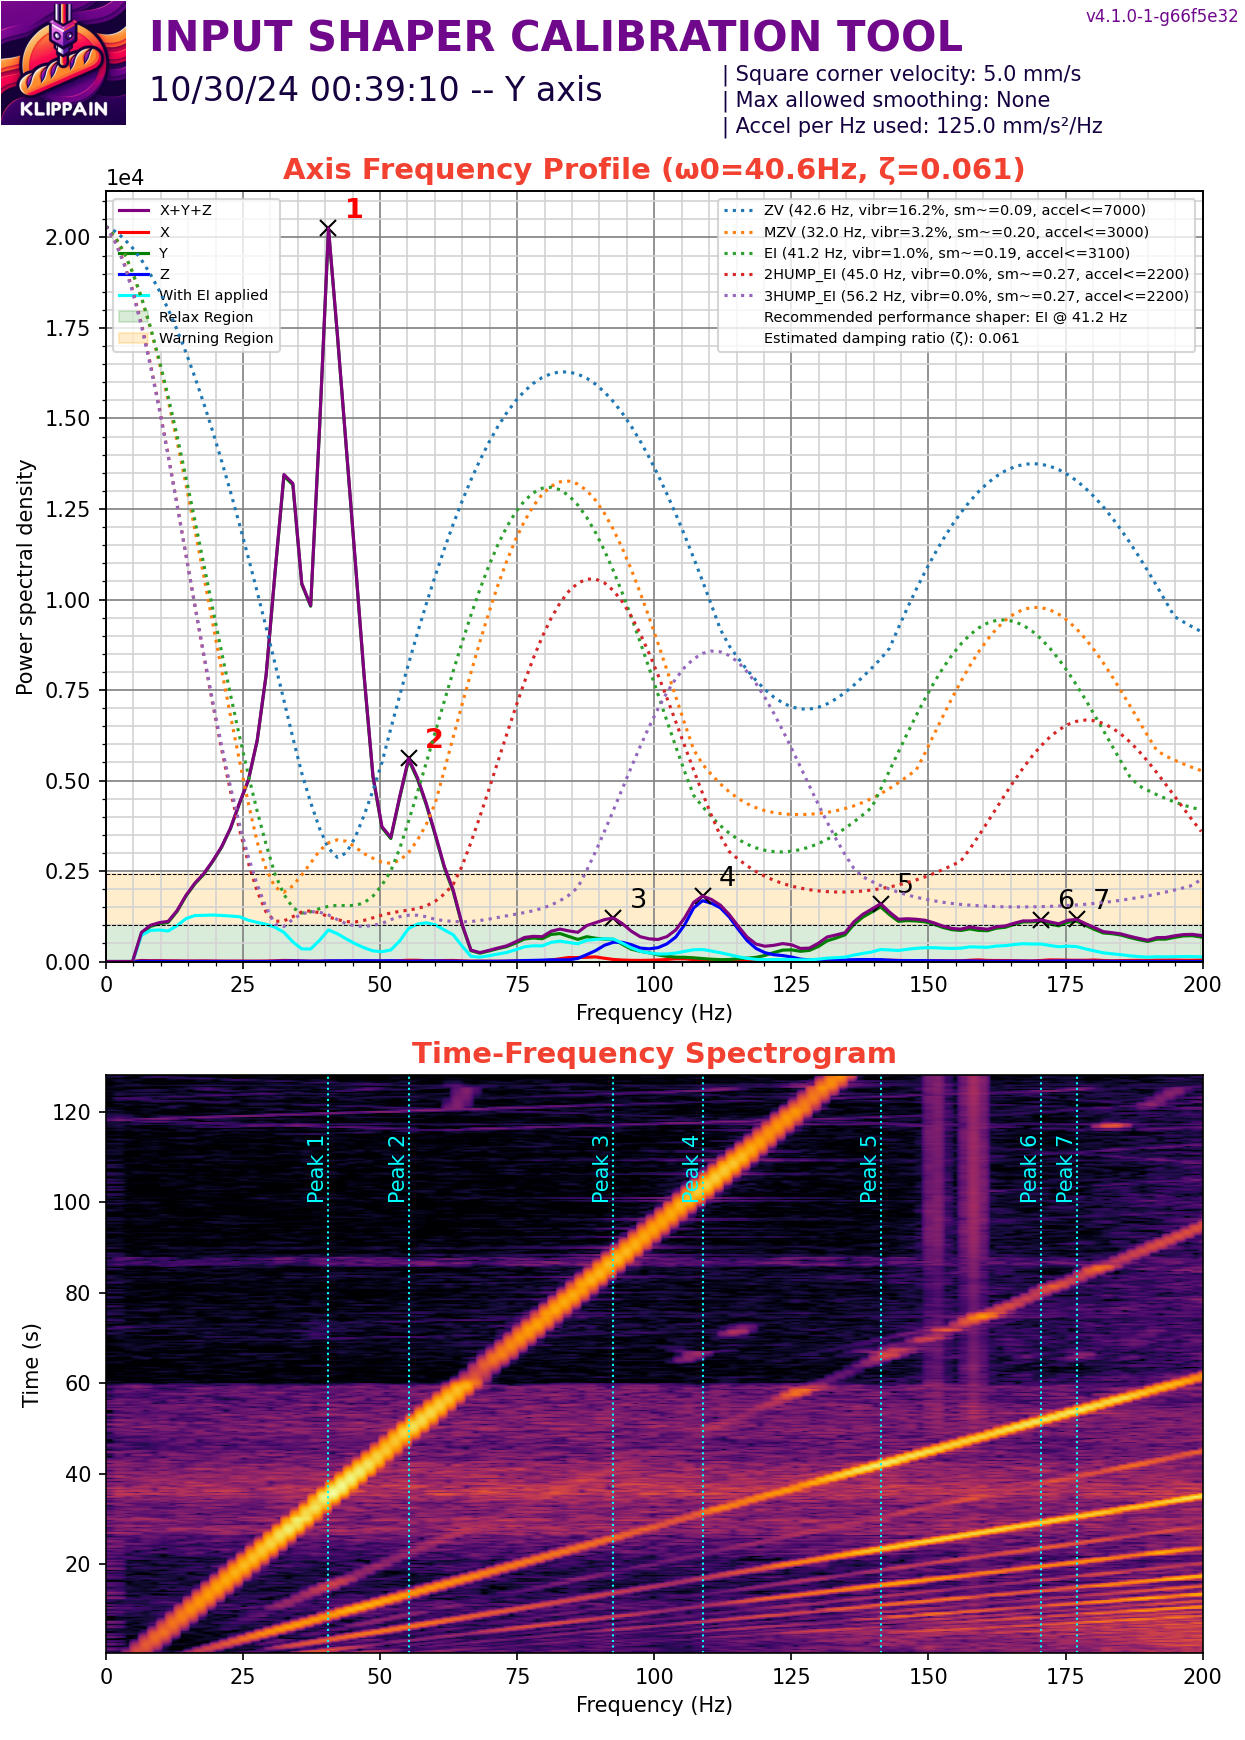 v4.1.0-1-g66f5e32
INPUT SHAPER CALIBRATION TOOL
KLIPPAIN
10/30/24 00:39:10 -- Y axis
| Square corner velocity: 5.0 mm/s
| Max allowed smoothing: None
| Accel per Hz used: 125.0 mm/s²/Hz
Axis Frequency Profile (ω0=40.6Hz, ζ=0.061)
1e4
X+Y+Z
X
Y
Z
With EI applied
Relax Region
Warning Region
ZV (42.6 Hz, vibr=16.2%, sm~=0.09, accel<=7000)
MZV (32.0 Hz, vibr=3.2%, sm~=0.20, accel<=3000)
EI (41.2 Hz, vibr=1.0%, sm~=0.19, accel<=3100)
2HUMP_EI (45.0 Hz, vibr=0.0%, sm~=0.27, accel<=2200)
3HUMP_EI (56.2 Hz, vibr=0.0%, sm~=0.27, accel<=2200)
Recommended performance shaper: EI @ 41.2 Hz
Estimated damping ratio (ζ): 0.061
1
2
3
4
5
6
7
Power spectral density
2.00
1.75
1.50
1.25
1.00
0.75
0.50
0.25
0.00
0 25 50 75 100 125 150 175 200
Frequency (Hz)
Time-Frequency Spectrogram
Peak 1
Peak 2
Peak 3
Peak 4
Peak 5
Peak 6
Peak 7
Time (s)
120
100
80
60
40
20
0 25 50 75 100 125 150 175 200
Frequency (Hz)